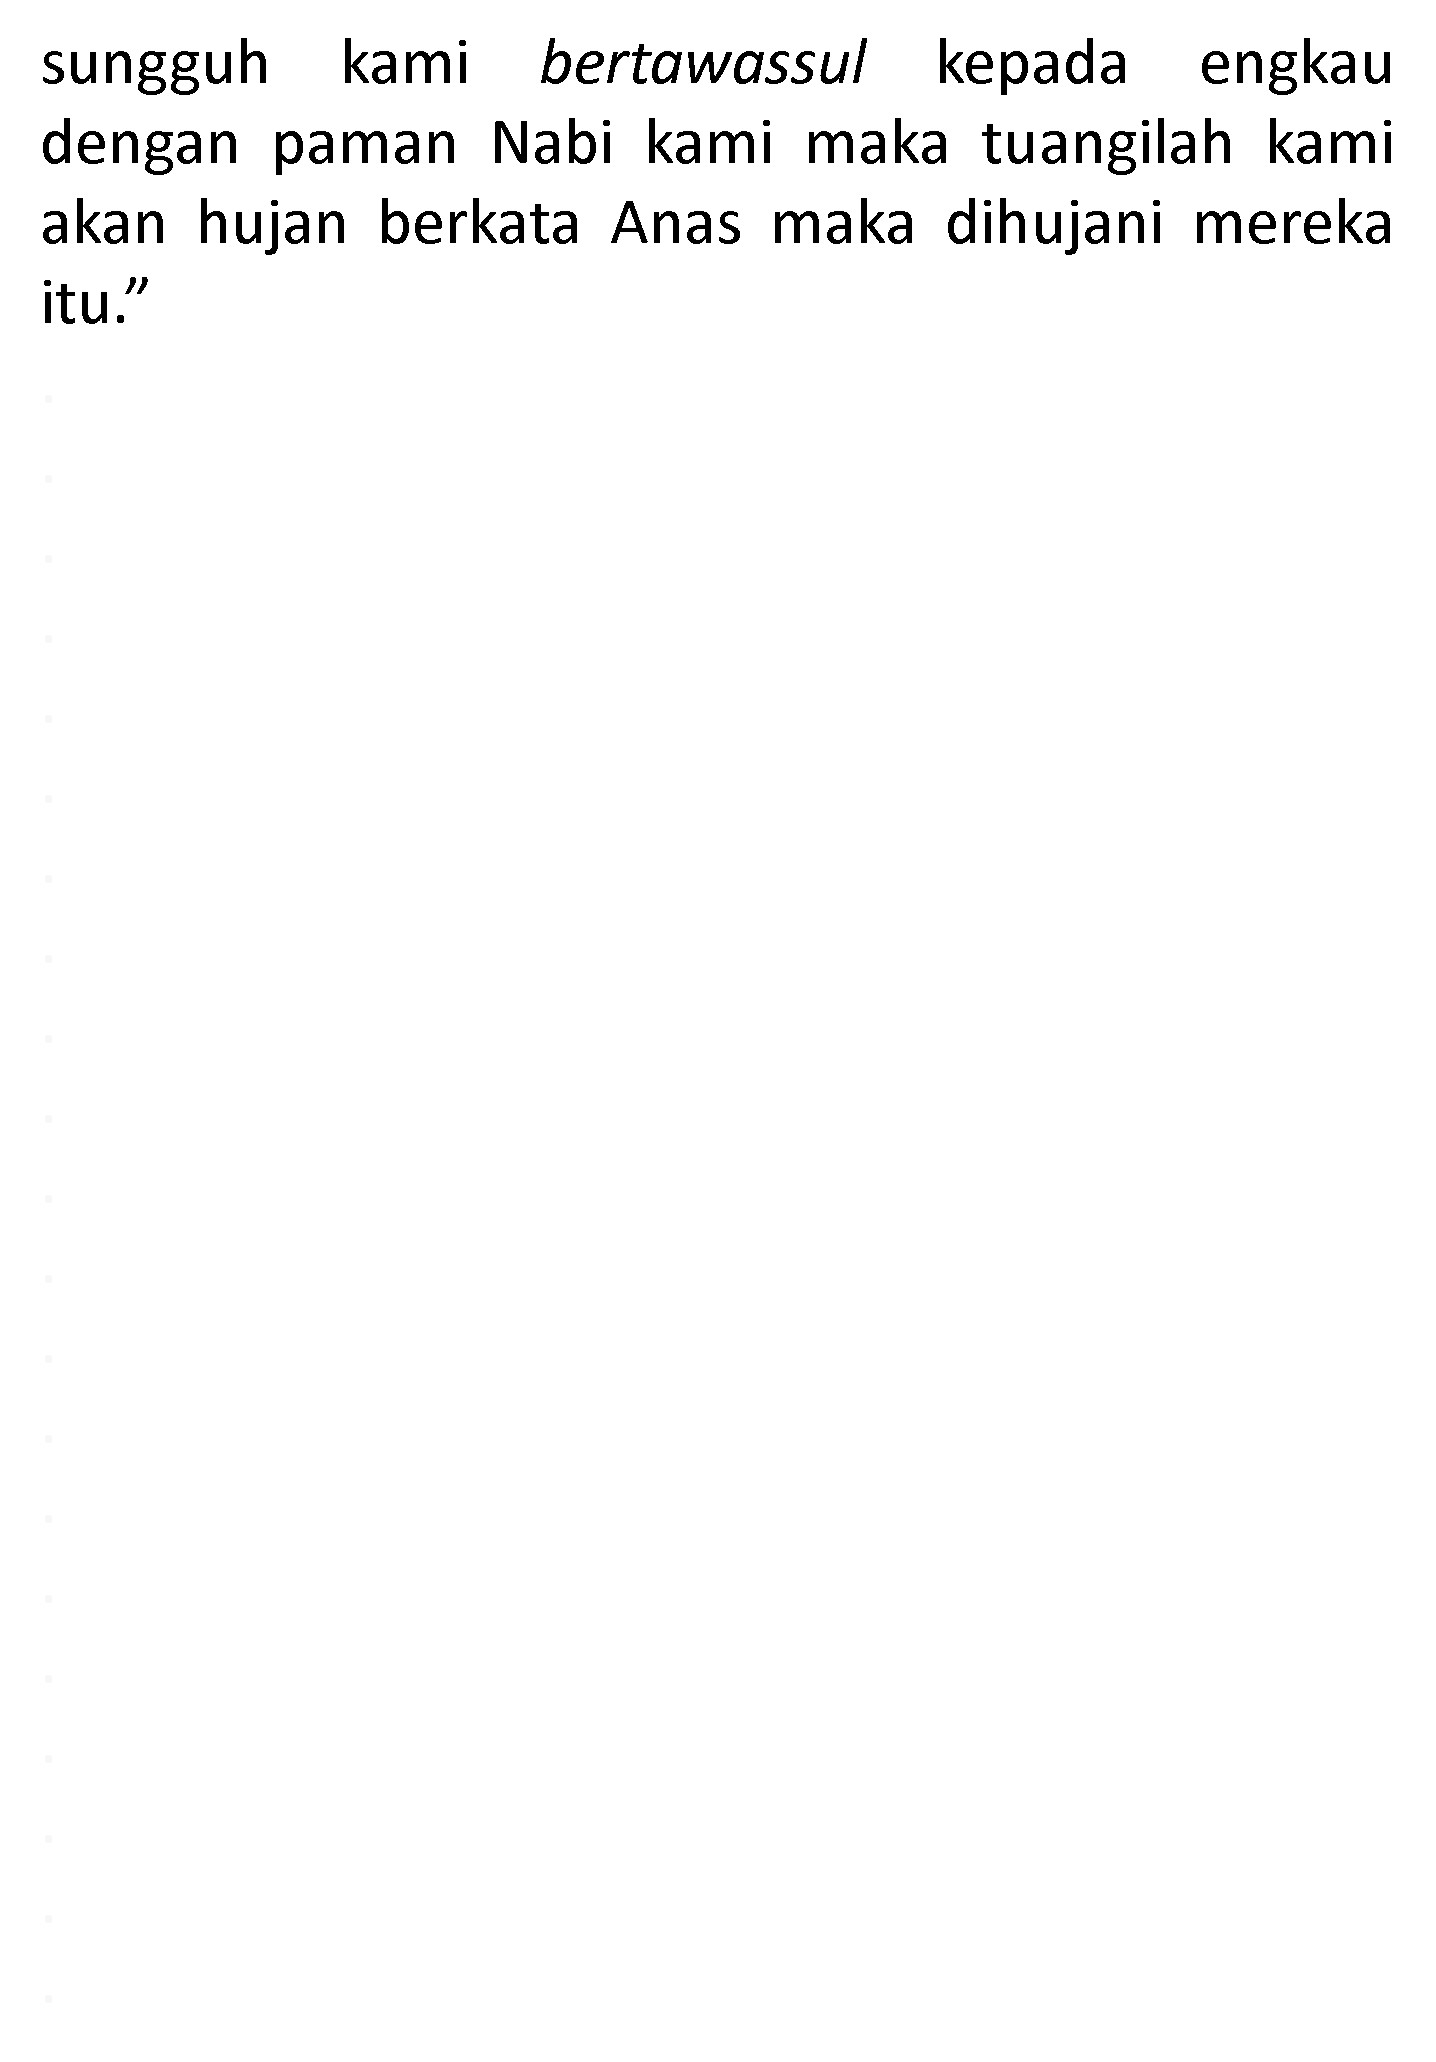 sungguh kami bertawassul kepada engkau
dengan paman Nabi kami maka tuangilah kami
akan hujan berkata Anas maka dihujani mereka
itu.”